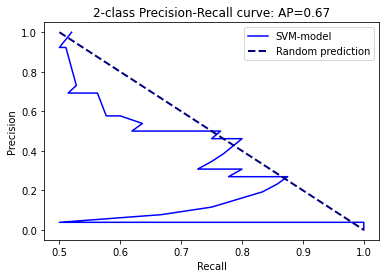 2-class Precision-Recall curve: AP=0.67
SVM-model
Random prediction
Precision
1.0
0.8
0.6
0.4
0.2
0.0
0.5 0.6 0.7 0.8 0.9 1.0
Recall